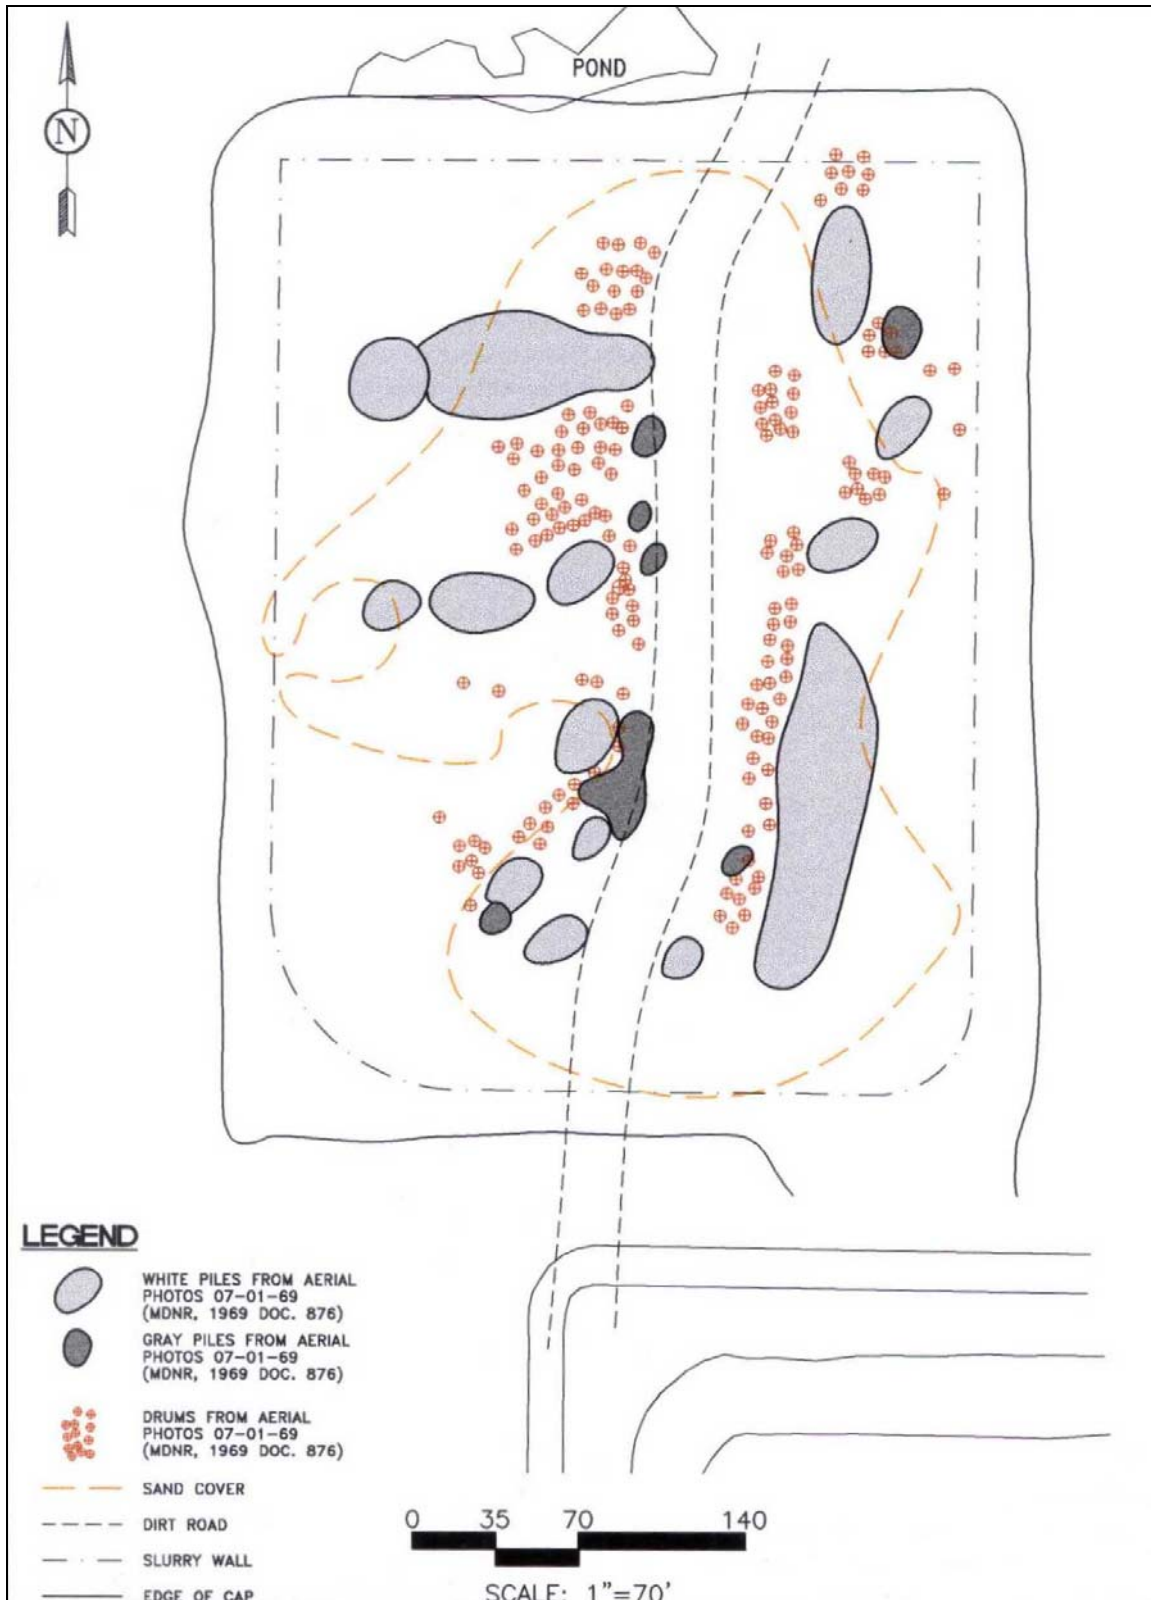 POND
N
LEGEND
WHITE PILES FROM AERIAL
PHOTOS 07-01-69
(MDNR, 1969 DOC. 876)
GRAY PILES FROM AERIAL
PHOTOS 07-01-69
(MDNR, 1969 DOC. 876)
DRUMS FROM AERIAL
PHOTOS 07-01-69
(MDNR, 1969 DOC. 876)
SAND COVER
DIRT ROAD
SLURRY WALL
EDGE OF CAP
0 35 70 140
SCALE: 1"=70'